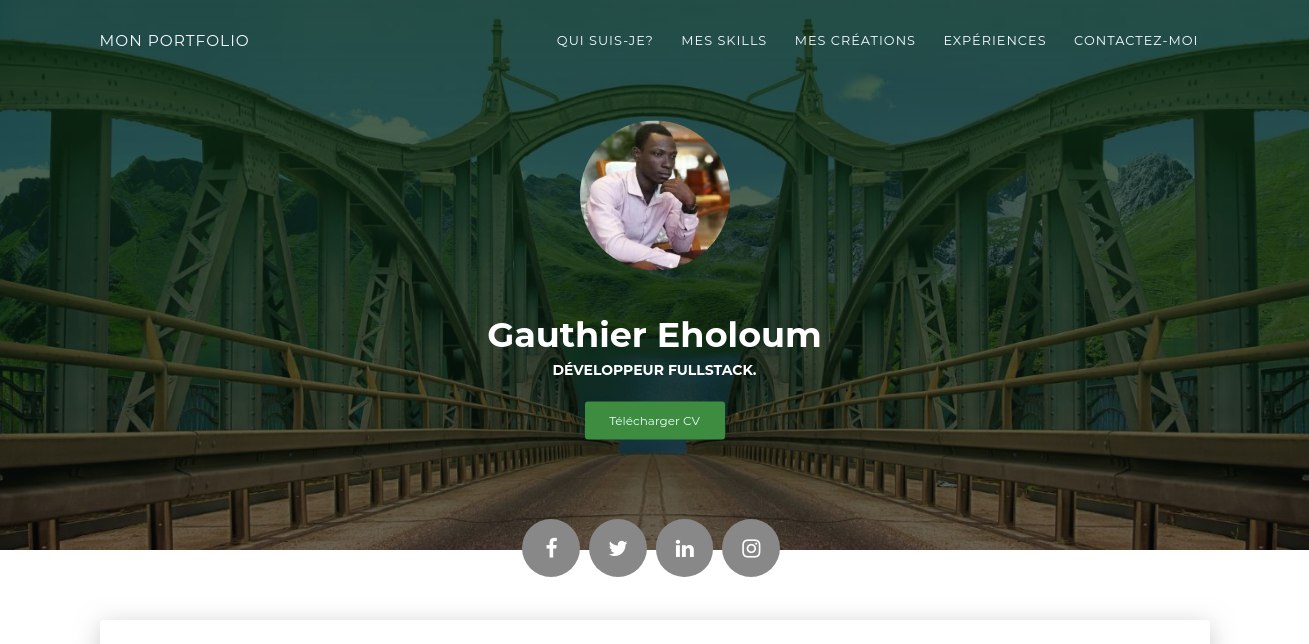 MON PORTFOLIO
QUI SUIS-JE? MES SKILLS MES CRÉATIONS EXPÉRIENCES CONTACTEZ-MOI
Gauthier Eholoum
DÉVELOPPEUR FULLSTACK.
Télécharger CV